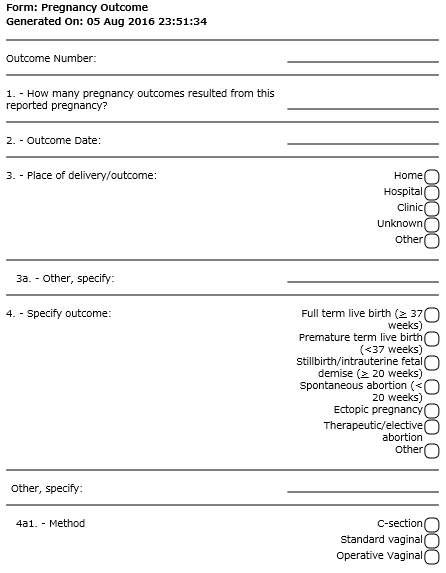 Form: Pregnancy Outcome
Generated On: 05 Aug 2016 23:51:34
Outcome Number:
1. - How many pregnancy outcomes resulted from this
reported pregnancy?
2. - Outcome Date:
3. - Place of delivery/outcome:
Home
Hospital
Clinic
Unknown
Other
3a. - Other, specify:
4. - Specify outcome:
Full term live birth (≥ 37
weeks)
Premature term live birth
(<37 weeks)
Stillbirth/intrauterine fetal
demise (≥ 20 weeks)
Spontaneous abortion (<
20 weeks)
Ectopic pregnancy
Therapeutic/elective
abortion
Other
Other, specify:
4a1. - Method
C-section
Standard vaginal
Operative Vaginal